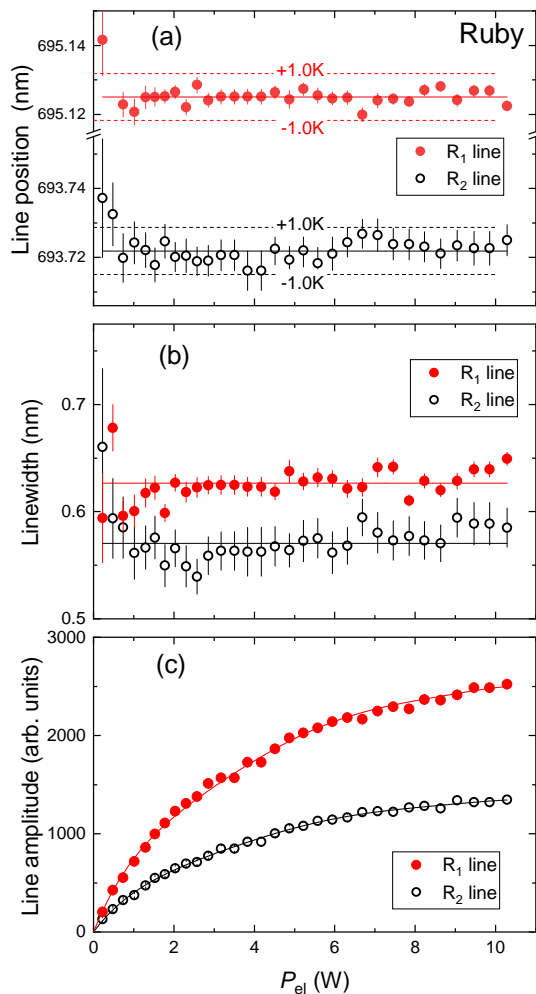 (a)
Ruby
695.14
695.12
693.74
693.72
Line position (nm)
+1.0K
-1.0K
R1 line
R2 line
+1.0K
-1.0K
(b)
0.7
0.6
0.5
Linewidth (nm)
R1 line
R2 line
(c)
3000
2000
1000
0
Line amplitude (arb. units)
R1 line
R2 line
0 2 4 6 8 10
Pel (W)